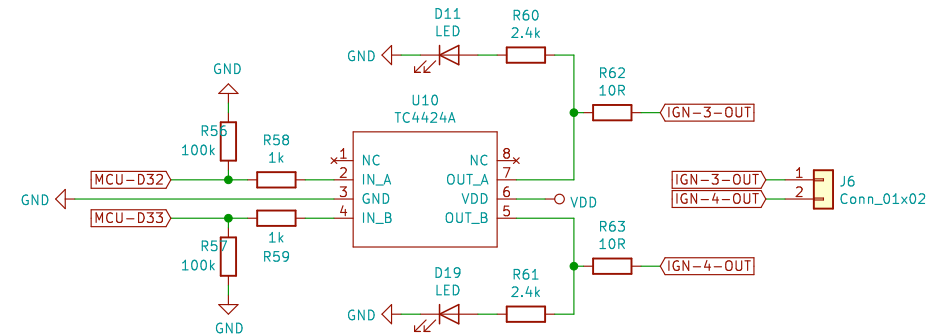 D11
LED
R60
2.4k
GND
R62
10R
IGN-3-OUT
GND
R56
100k
R58
1k
U10
TC4424A
1
NC
2
IN_A
3
GND
4
IN_B
8
NC
7
OUT_A
6
VDD
5
OUT_B
MCU-D32
GND
MCU-D33
VDD
IGN-3-OUT
1
IGN-4-OUT
2
J6
Conn_01x02
R57
100k
1k
R59
GND
R63
10R
IGN-4-OUT
D19
LED
R61
2.4k
GND